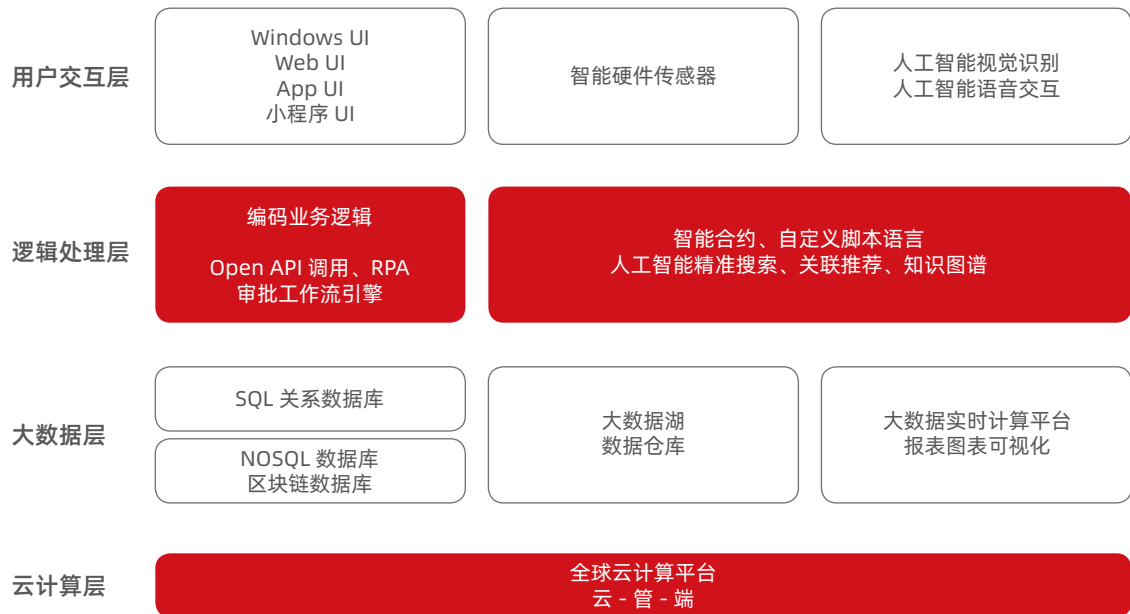 用户交互层
Windows UI
Web UI
App UI
小程序 UI
智能硬件传感器
人工智能视觉识别
人工智能语音交互
逻辑处理层
编码业务逻辑
Open API 调用、RPA
审批工作流引擎
智能合约、自定义脚本语言
人工智能精准搜索、关联推荐、知识图谱
大数据层
SQL 关系数据库
NOSQL 数据库
区块链数据库
大数据湖
数据仓库
大数据实时计算平台
报表图表可视化
云计算层
全球云计算平台
云 - 管 - 端